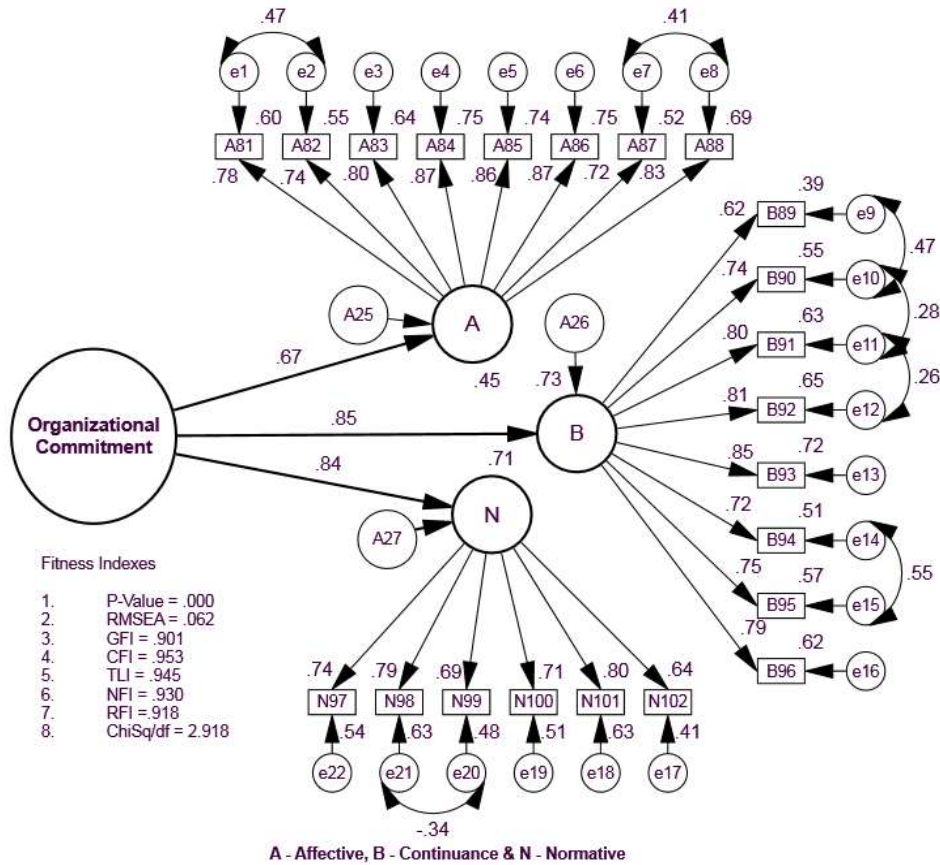 .47 .41
e1 e2 e3 e4 e5 e6 e7 e8
.60 .55 .64 .75 .74 .75 .52 .69
A81 A82 A83 A84 A85 A86 A87 A88
.78 .74 .80 .87 .86 .87 .72 .83
.39
.62 B89 e9
.47
.55
.74 B90 e10
.28
.63
.80 B91 e11
.26
.65
.81 B92 e12
.72
.85 B93 e13
.51
.72 B94 e14
.55
.57
.75 B95 e15
.62
.79 B96 e16
A25 A A26
.67 .45 .73
Organizational
Commitment
.85 B
.84 .71
N
A27
Fitness Indexes
1. P-Value = .000
2. RMSEA = .062
3. GFI = .901
4. CFI = .953
5. TLI = .945
6. NFI = .930
7. RFI =.918
8. ChiSq/df = 2.918
.74 .79 .69 .71 .80 .64
N97 N98 N99 N100 N101 N102
.54 .63 .48 .51 .63 .41
e22 e21 e20 e19 e18 e17
-.34
A - Affective, B - Continuance & N - Normative